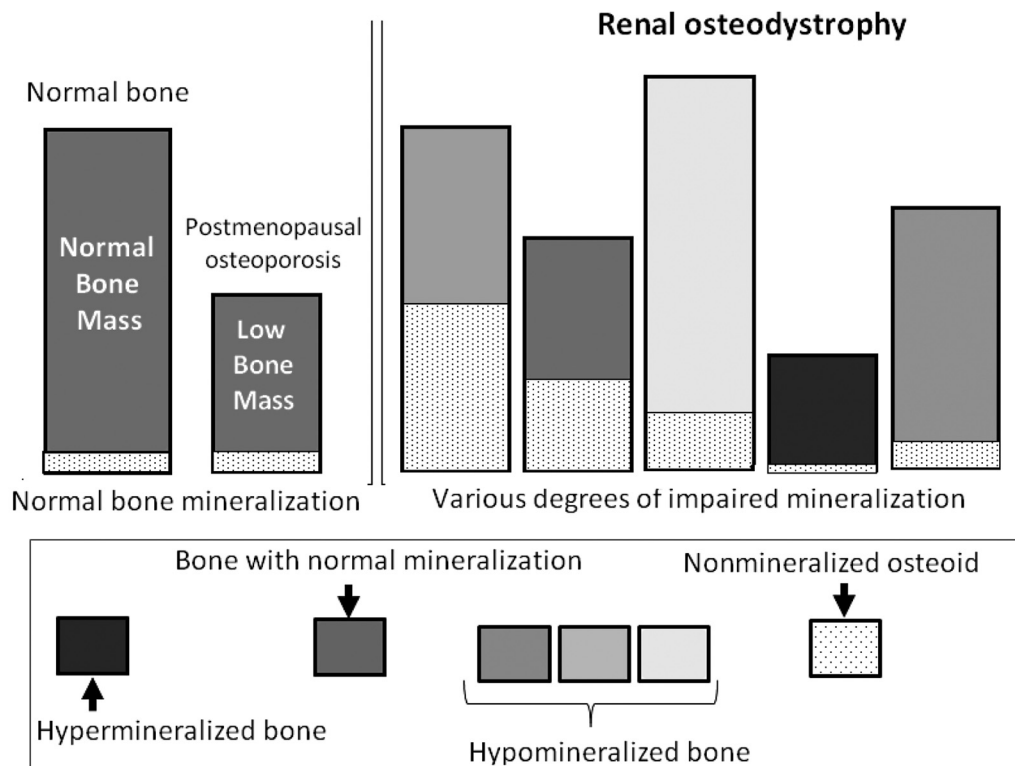 Renal osteodystrophy
Normal bone
Normal
Bone
Mass
Postmenopausal
osteoporosis
Low
Bone
Mass
Normal bone mineralization
Various degrees of impaired mineralization
Bone with normal mineralization
Nonmineralized osteoid
Hypermineralized bone
Hypomineralized bone